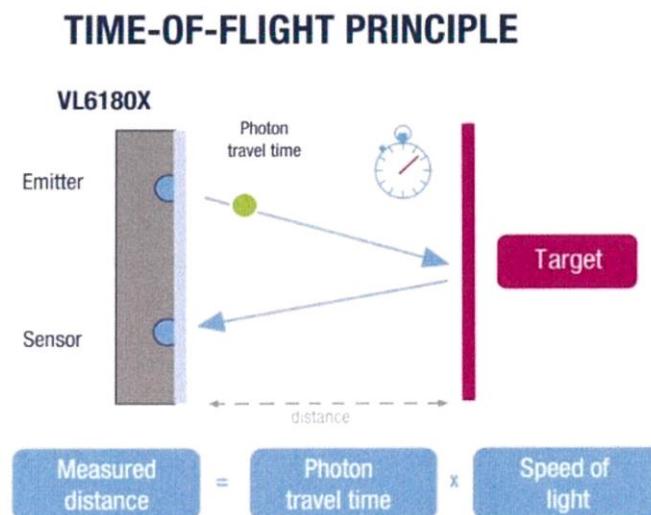 TIME-OF-FLIGHT PRINCIPLE
VL6180X
Photon
travel time
Emitter
Target
Sensor
distance
Measured
distance
=
Photon
travel time
x
Speed of
light